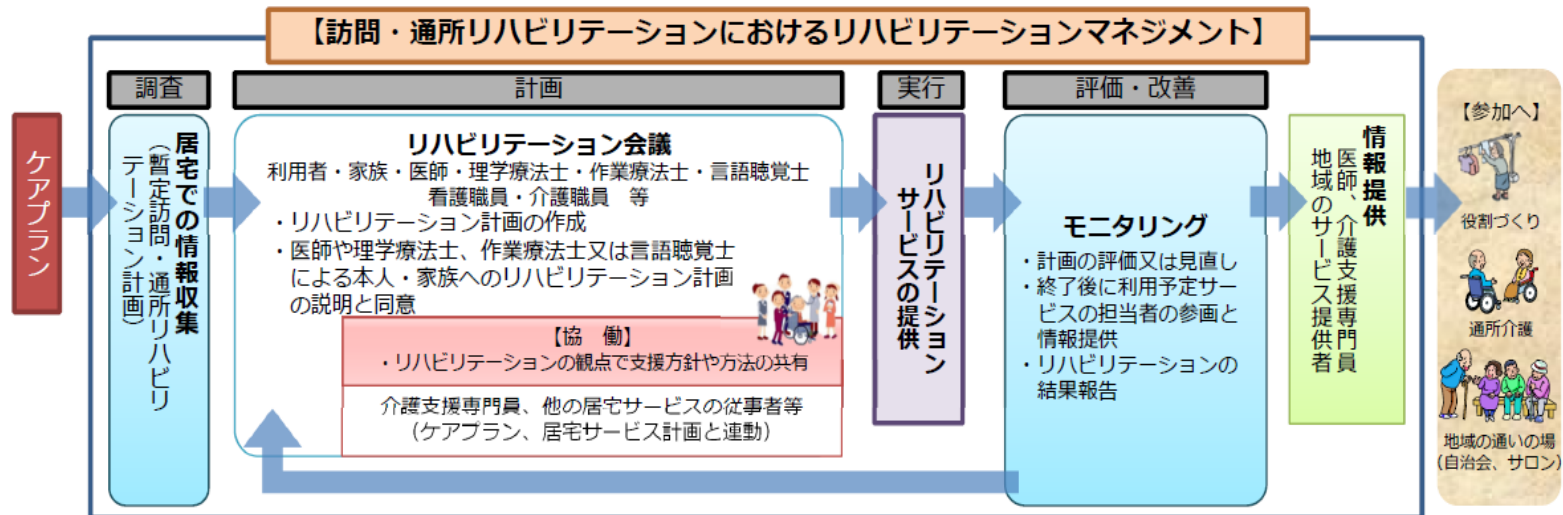 【訪問・通所リハビリテーションにおけるリハビリテーションマネジメント】
ケアプラン
調査
居宅での情報収集
（暫定訪問・通所リハビリ
テーション計画）
計画
リハビリテーション会議
利用者・家族・医師・理学療法士・作業療法士・言語聴覚士
看護職員・介護職員　等
・リハビリテーション計画の作成
・医師や理学療法士、作業療法士又は言語聴覚士
による本人・家族へのリハビリテーション計画
の説明と同意
【協　働】
・リハビリテーションの観点で支援方針や方法の共有
介護支援専門員、他の居宅サービスの従事者等
（ケアプラン、居宅サービス計画と連動）
実行
リハビリテーション
サービスの提供
評価・改善
モニタリング
・計画の評価又は見直し
・終了後に利用予定サー
ビスの担当者の参画と
情報提供
・リハビリテーションの
結果報告
情報提供
医師、介護支援専門員
地域のサービス提供者
【参加へ】
役割づくり
通所介護
地域の通いの場
（自治会、サロン）